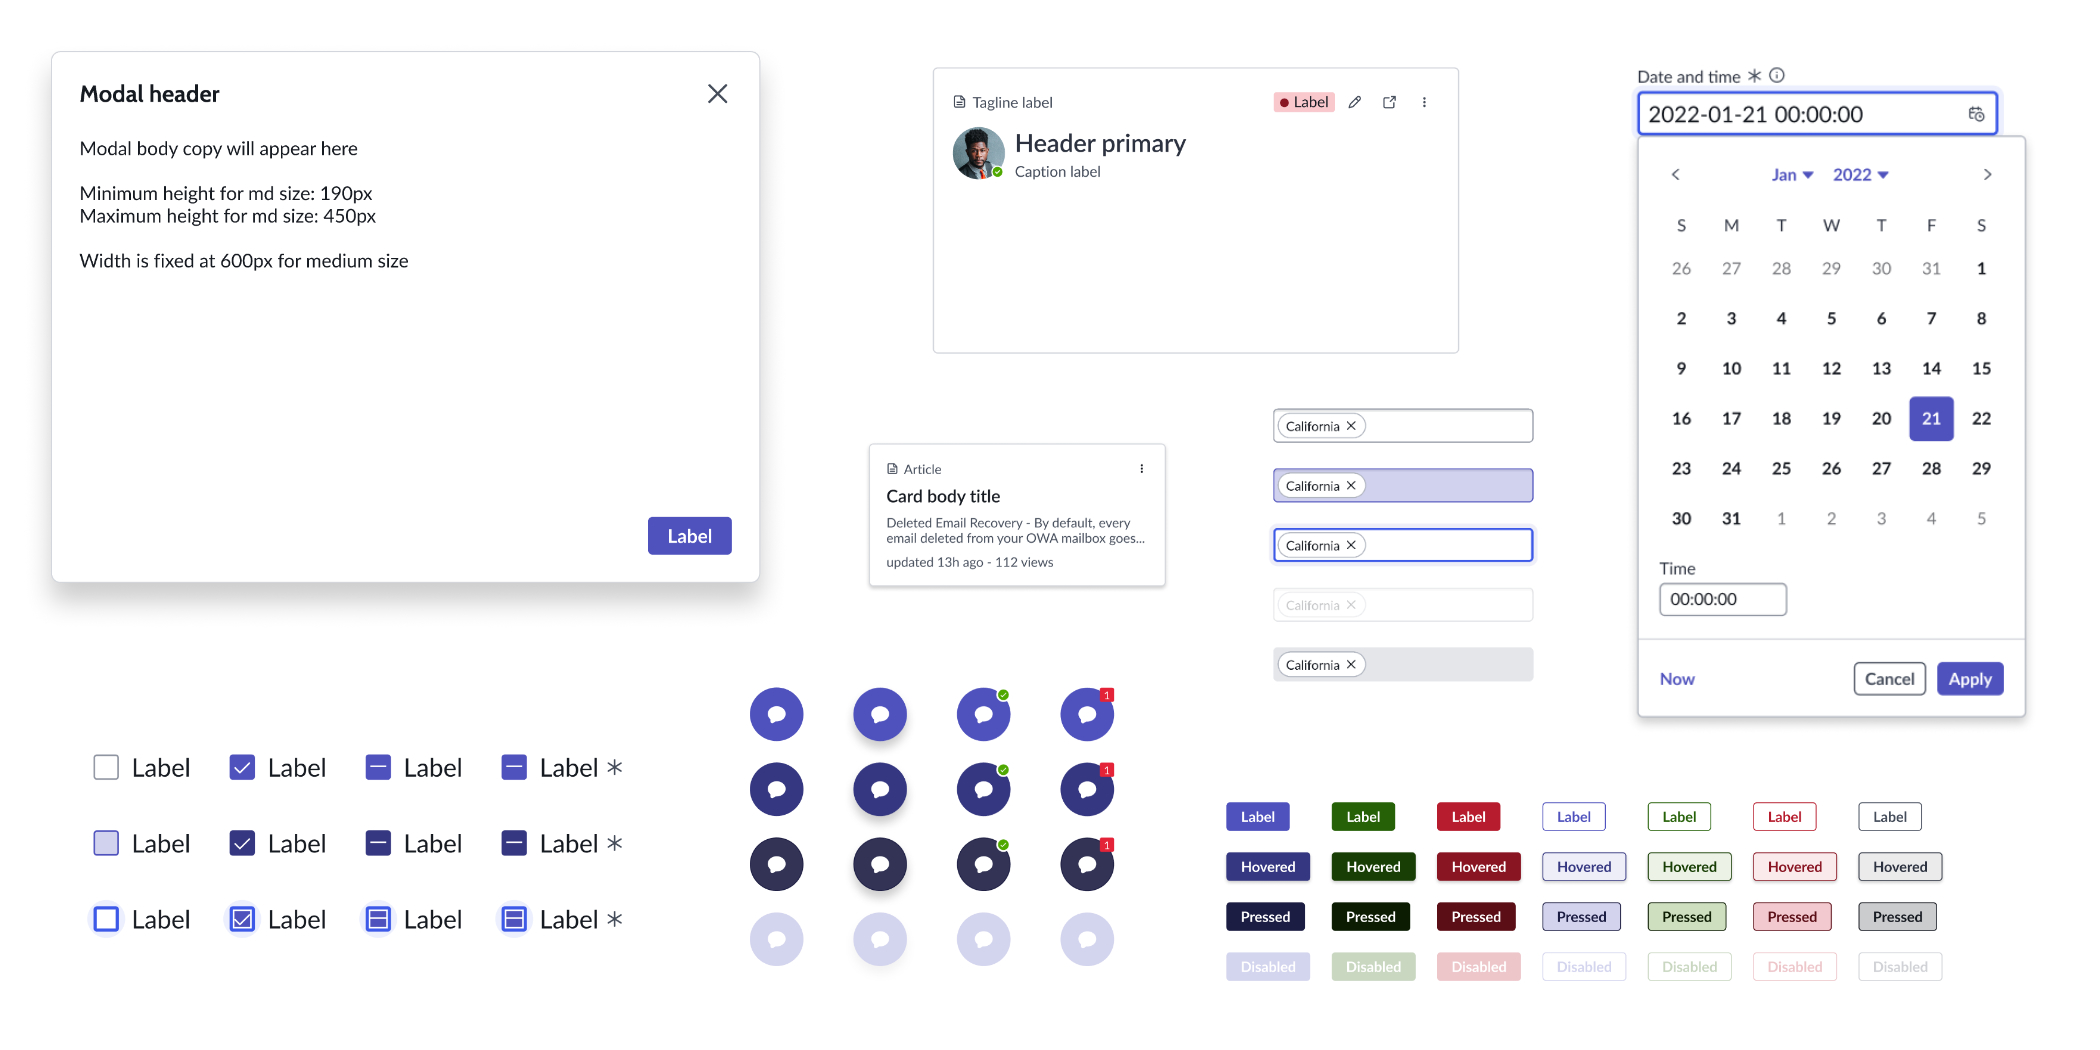 Modal header
Modal body copy will appear here
Minimum height for md size: 190px
Maximum height for md size: 450px
Width is fixed at 600px for medium size
Label
Tagline label
Label
Header primary
Caption label
Article
Card body title
Deleted Email Recovery - By default, every
email deleted from your OWA mailbox goes...
updated 13h ago - 112 views
California
California
California
California
California
Date and time *
2022-01-21 00:00:00
Jan 2022
S M T W T F S
26 27 28 29 30 31 1
2 3 4 5 6 7 8
9 10 11 12 13 14 15
16 17 18 19 20 21 22
23 24 25 26 27 28 29
30 31 1 2 3 4 5
Time
00:00:00
Now Cancel Apply
Label Label Label Label *
Label Label Label Label *
Label Label Label Label *
1
1
1
Label Label Label Label Label Label Label
Hovered Hovered Hovered Hovered Hovered Hovered Hovered
Pressed Pressed Pressed Pressed Pressed Pressed Pressed
Disabled Disabled Disabled Disabled Disabled Disabled Disabled